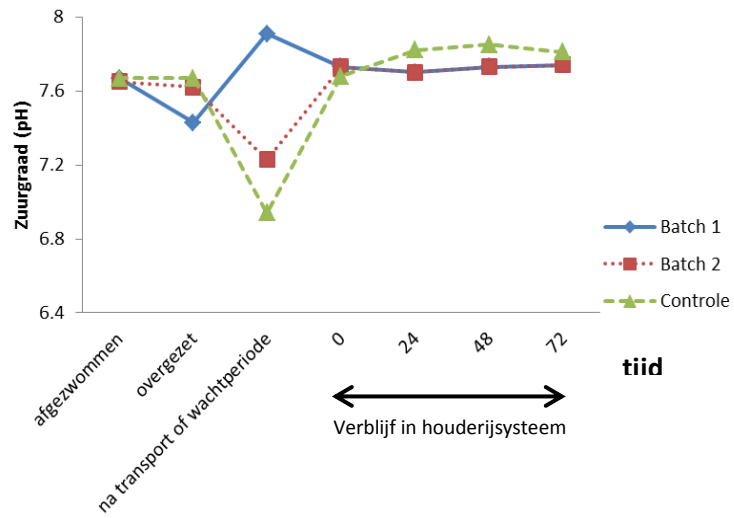 8
7.6
7.2
6.8
6.4
Zuurgraad (pH)
afgezwommen
overgezet
na transport of wachtperiode
0
24
48
72
tijd
Verblijf in houderijsysteem
Batch 1
Batch 2
Controle